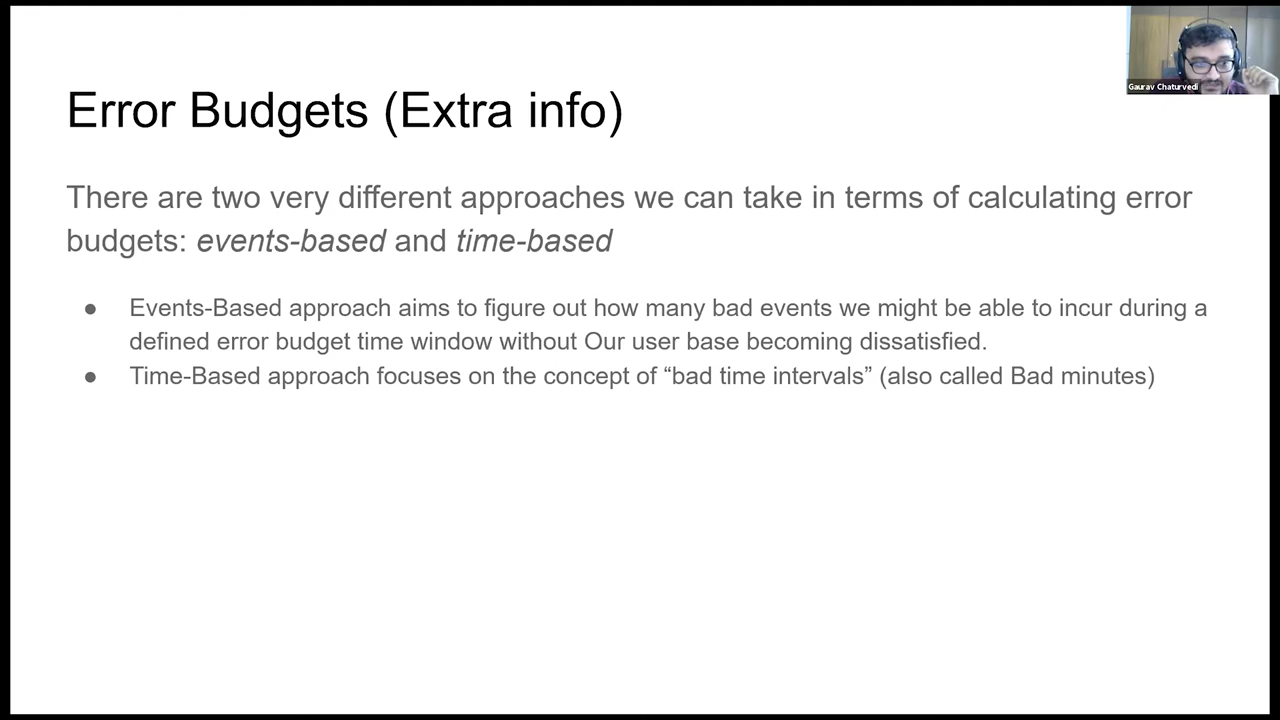 Gaurav Chaturvedi
Error Budgets (Extra info)
There are two very different approaches we can take in terms of calculating error
budgets: events-based and time-based
● Events-Based approach aims to figure out how many bad events we might be able to incur during a
defined error budget time window without Our user base becoming dissatisfied.
● Time-Based approach focuses on the concept of “bad time intervals” (also called Bad minutes)